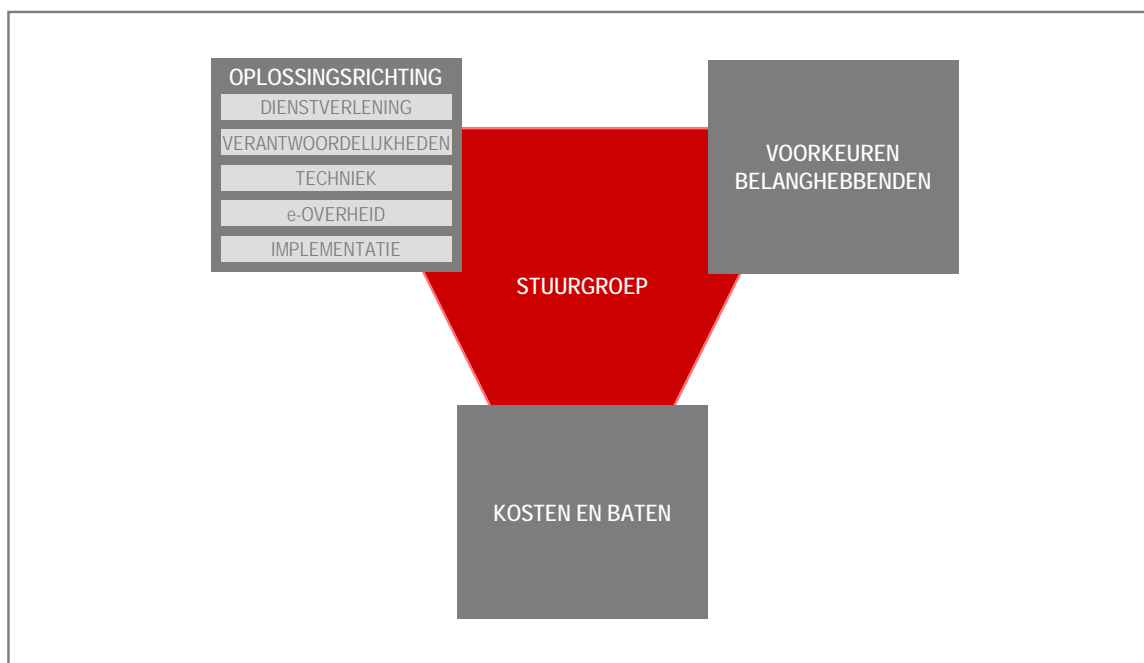 OPLOSSINGSRICHTING
DIENSTVERLENING
VERANTWOORDELIJKHEDEN
TECHNIEK
e-OVERHEID
IMPLEMENTATIE
VOORKEUREN
BELANGHEBBENDEN
STUURGROEP
KOSTEN EN BATEN